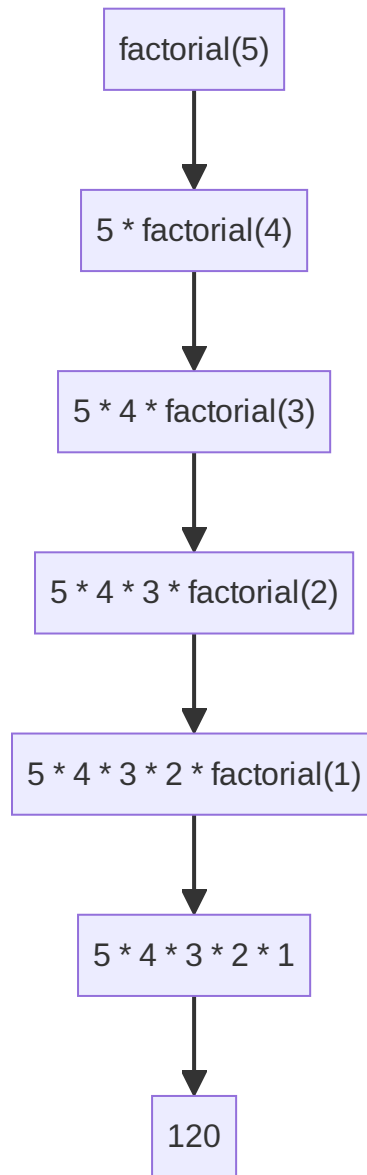 factorial(5)
5 * factorial(4)
5 * 4 * factorial(3)
5 * 4 * 3 * factorial(2)
5 * 4 * 3 * 2 * factorial(1)
5 * 4 * 3 * 2 * 1
120